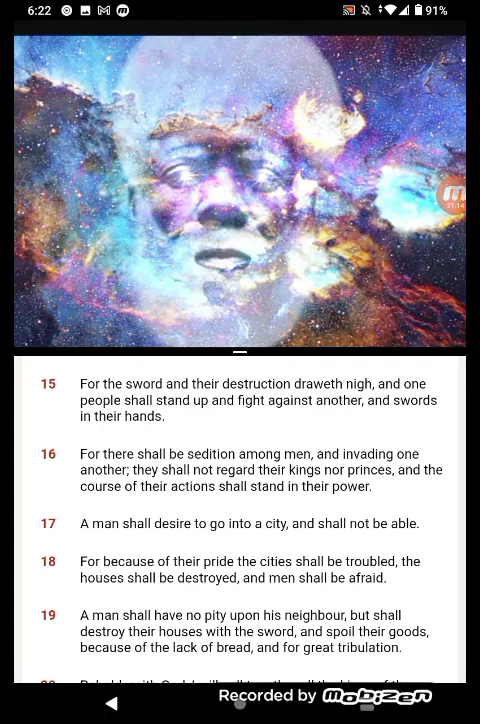 6:22
91%
21:14
15 For the sword and their destruction draweth nigh, and one
people shall stand up and fight against another, and swords
in their hands.
16 For there shall be sedition among men, and invading one
another; they shall not regard their kings nor princes, and the
course of their actions shall stand in their power.
17 A man shall desire to go into a city, and shall not be able.
18 For because of their pride the cities shall be troubled, the
houses shall be destroyed, and men shall be afraid.
19 A man shall have no pity upon his neighbour, but shall
destroy their houses with the sword, and spoil their goods,
because of the lack of bread, and for great tribulation.
Recorded by Mobizen